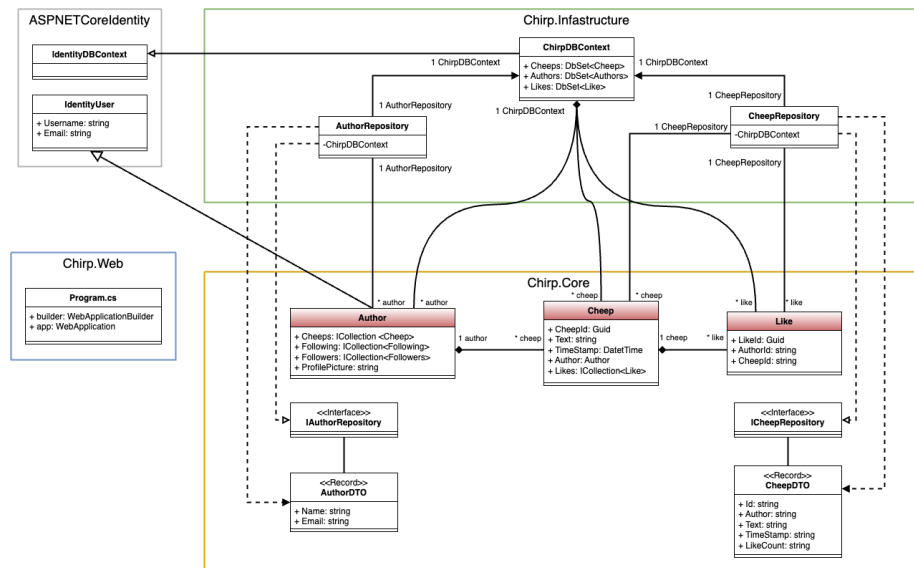 ASPNETCoreIdentity
IdentityDBContext
IdentityUser
+ Username: string
+ Email: string
Chirp.Infastructure
ChirpDBContext
+ Cheeps: DbSet<Cheep>
+ Authors: DbSet<Authors>
+ Likes: DbSet<Like>
1 ChirpDBContext
1 ChirpDBContext
1 ChirpDBContext
1 AuthorRepository
AuthorRepository
-ChirpDBContext
1 AuthorRepository
1 CheepRepository
1 CheepRepository
CheepRepository
-ChirpDBContext
1 CheepRepository
Chirp.Web
Program.cs
+ builder: WebApplicationBuilder
+ app: WebApplication
Chirp.Core
* author
* author
* cheep
* cheep
* like
* like
Author
+ Cheeps: ICollection <Cheep>
+ Following: ICollection<Following>
+ Followers: ICollection<Followers>
+ ProfilePicture: string
1 author
* cheep
Cheep
+ CheepId: Guid
+ Text: string
+ TimeStamp: DatetTime
+ Author: Author
+ Likes: ICollection<Like>
1 cheep
* like
Like
+ LikeId: Guid
+ AuthorId: string
+ CheepId: string
<<Interface>>
IAuthorRepository
<<Interface>>
ICheepRepository
<<Record>>
AuthorDTO
+ Name: string
+ Email: string
<<Record>>
CheepDTO
+ Id: string
+ Author: string
+ Text: string
+ TimeStamp: string
+ LikeCount: string